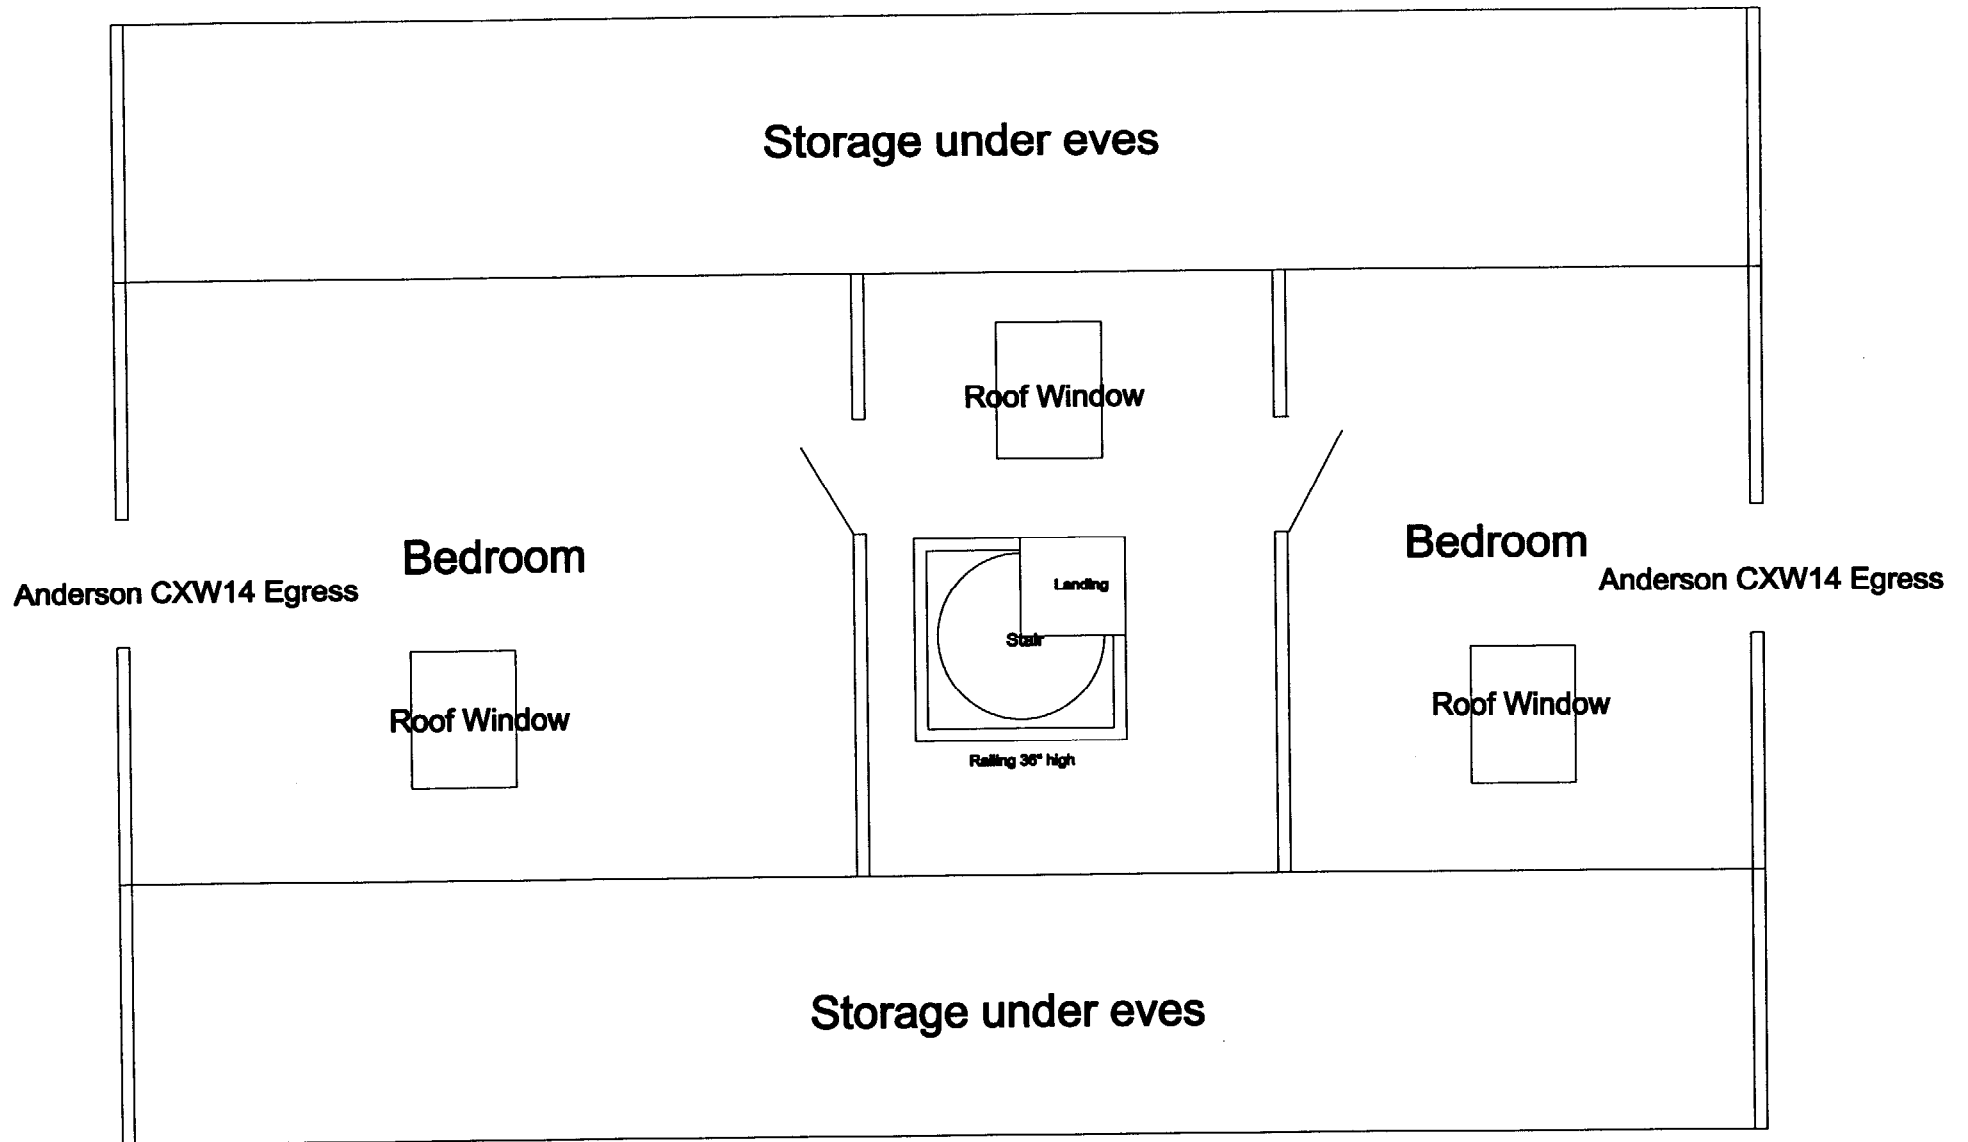 Storage under eves
Roof Window
Bedroom
Bedroom
Anderson CXW14 Egress
Anderson CXW14 Egress
Landing
Stair
Roof Window
Roof Window
Railing 36" high
Storage under eves